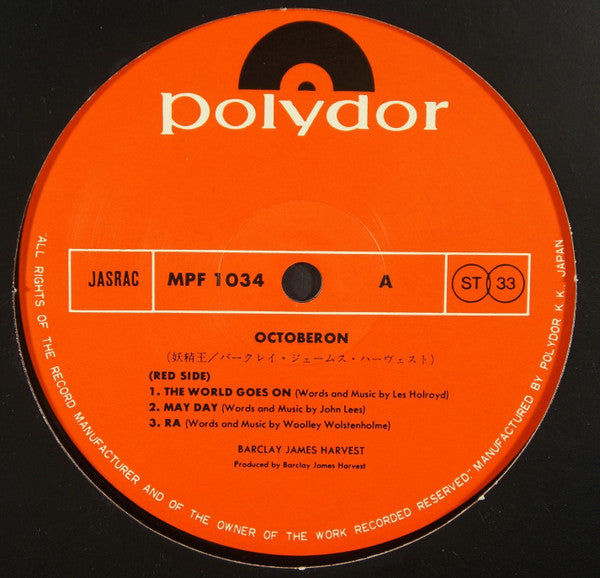 polydor
JASRAC MPF 1034 A ST 33
OCTOBERON
(妖精王/バークレイ・ジェームス・ハーヴェスト)
(RED SIDE)
1. THE WORLD GOES ON (Words and Music by Les Holroyd)
2. MAY DAY (Words and Music by John Lees)
3. RA (Words and Music by Woolley Wolstenholme)
BARCLAY JAMES HARVEST
Produced by Barclay James Harvest
"ALL RIGHTS OF THE RECORD MANUFACTURER AND OF THE OWNER OF THE WORK RECORDED RESERVED." MANUFACTURED BY POLYDOR K.K. JAPAN